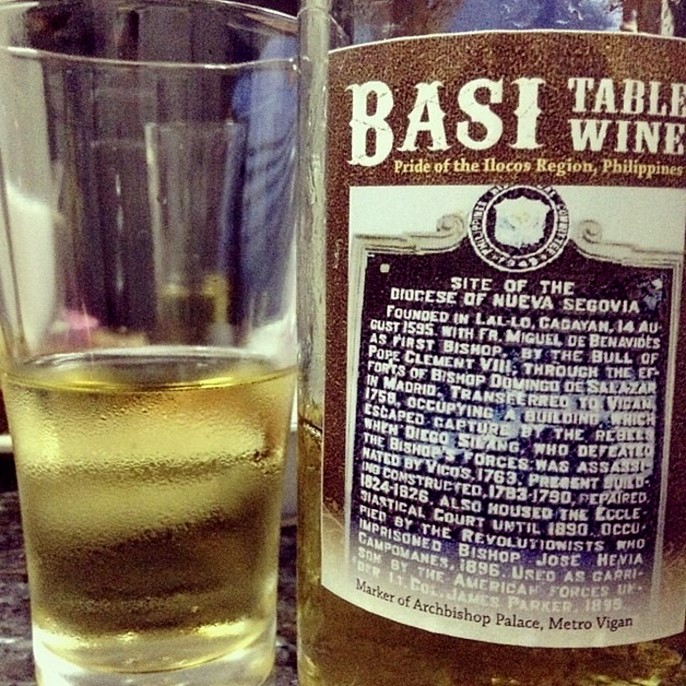 BASI TABLE WINE
Pride of the Ilocos Region, Philippines
SITE OF THE
DIOCESE OF NUEVA SEGOVIA
FOUNDED IN LAL-LO, CAGAYAN, 14 AU-
GUST 1595, WITH FR. MIGUEL DE BENAVIDES
AS FIRST BISHOP, BY THE BULL OF
POPE CLEMENT VIII, THROUGH THE EF-
FORTS OF BISHOP DOMINGO DE SALAZAR
IN MADRID. TRANSFERRED TO VIGAN,
1758, OCCUPYING A BUILDING WHICH
ESCAPED CAPTURE BY THE REBELS
WHEN DIEGO SILANG, WHO DEFEATED
THE BISHOP'S FORCES WAS ASSASSI-
NATED BY VICOS, 1763. PRESENT BUILD-
ING CONSTRUCTED, 1783-1790, REPAIRED,
1824-1826, ALSO HOUSED THE ECCLE-
SIASTICAL COURT UNTIL 1890. OCCU-
PIED BY THE REVOLUTIONISTS WHO
IMPRISONED BISHOP JOSE HEVIA
CAMPOMANES, 1896. USED AS GARRI-
SON BY THE AMERICAN FORCES UN-
DER LT. COL. JAMES PARKER, 1899.
Marker of Archbishop Palace, Metro Vigan